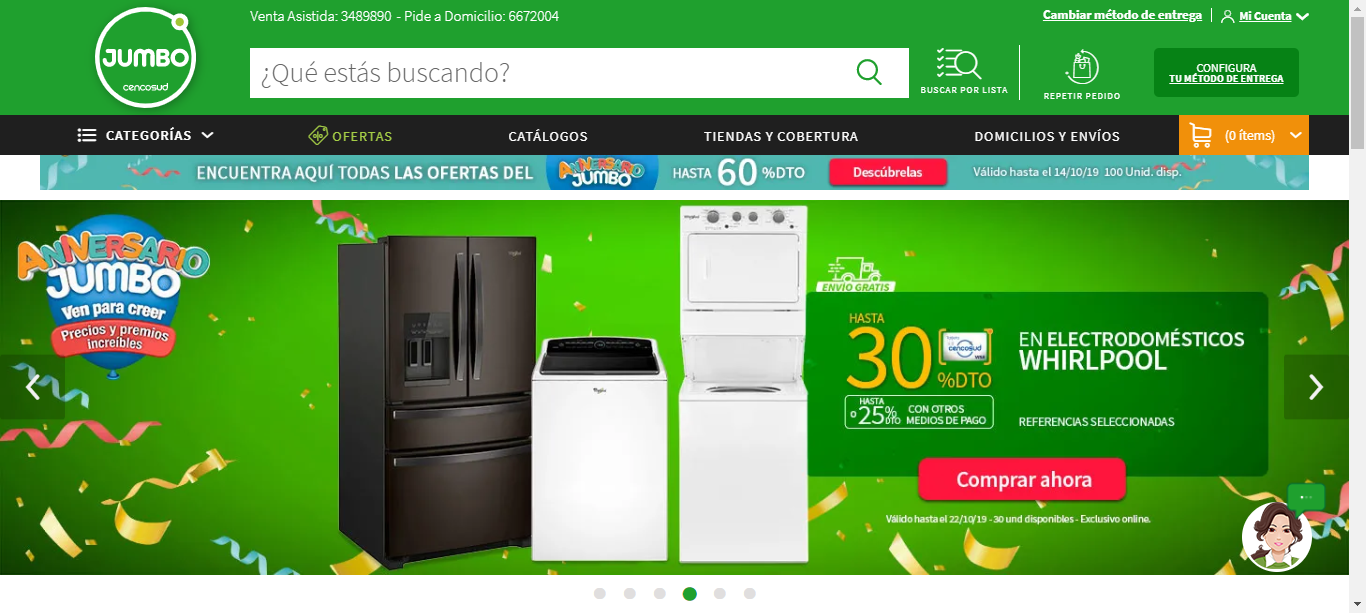 Venta Asistida: 3489890 - Pide a Domicilio: 6672004
Cambiar método de entrega
Mi Cuenta
JUMBO
cencosud
¿Qué estás buscando?
BUSCAR POR LISTA
REPETIR PEDIDO
CONFIGURA
TU MÉTODO DE ENTREGA
CATEGORÍAS
OFERTAS
CATÁLOGOS
TIENDAS Y COBERTURA
DOMICILIOS Y ENVÍOS
(0 ítems)
ENCUENTRA AQUÍ TODAS LAS OFERTAS DEL
ANIVERSARIO
JUMBO
HASTA 60 %DTO
Descúbrelas
Válido hasta el 14/10/19 100 Unid. disp.
ANIVERSARIO
JUMBO
Ven para creer
Precios y premios
increíbles
Whirlpool
ENVÍO GRATIS
HASTA
30
%DTO
cencosud
VISA
EN ELECTRODOMÉSTICOS
WHIRLPOOL
HASTA
o 25% DTO
CON OTROS
MEDIOS DE PAGO
REFERENCIAS SELECCIONADAS
Comprar ahora
Válido hasta el 22/10/19 - 30 und disponibles - Exclusivo online.